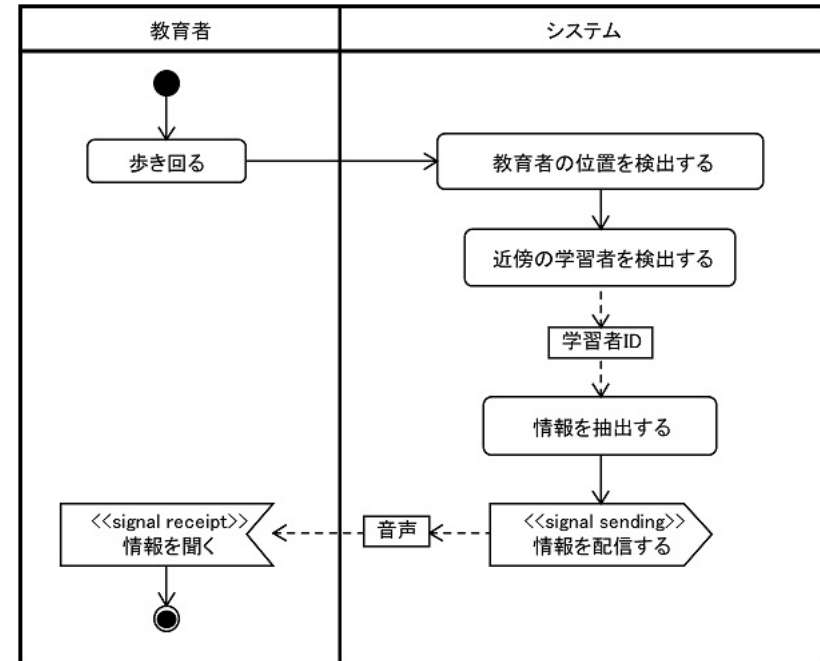 教育者
システム
歩き回る
教育者の位置を検出する
近傍の学習者を検出する
学習者ID
情報を抽出する
<<signal sending>>
情報を配信する
音声
<<signal receipt>>
情報を聞く